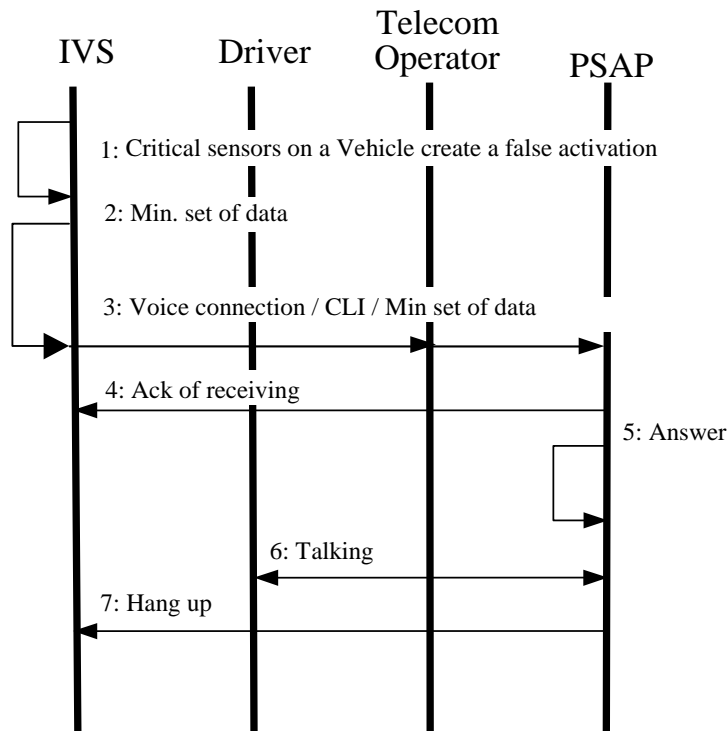 IVS
Driver
Telecom
Operator
PSAP
1: Critical sensors on a Vehicle create a false activation
2: Min. set of data
3: Voice connection / CLI / Min set of data
4: Ack of receiving
5: Answer
6: Talking
7: Hang up